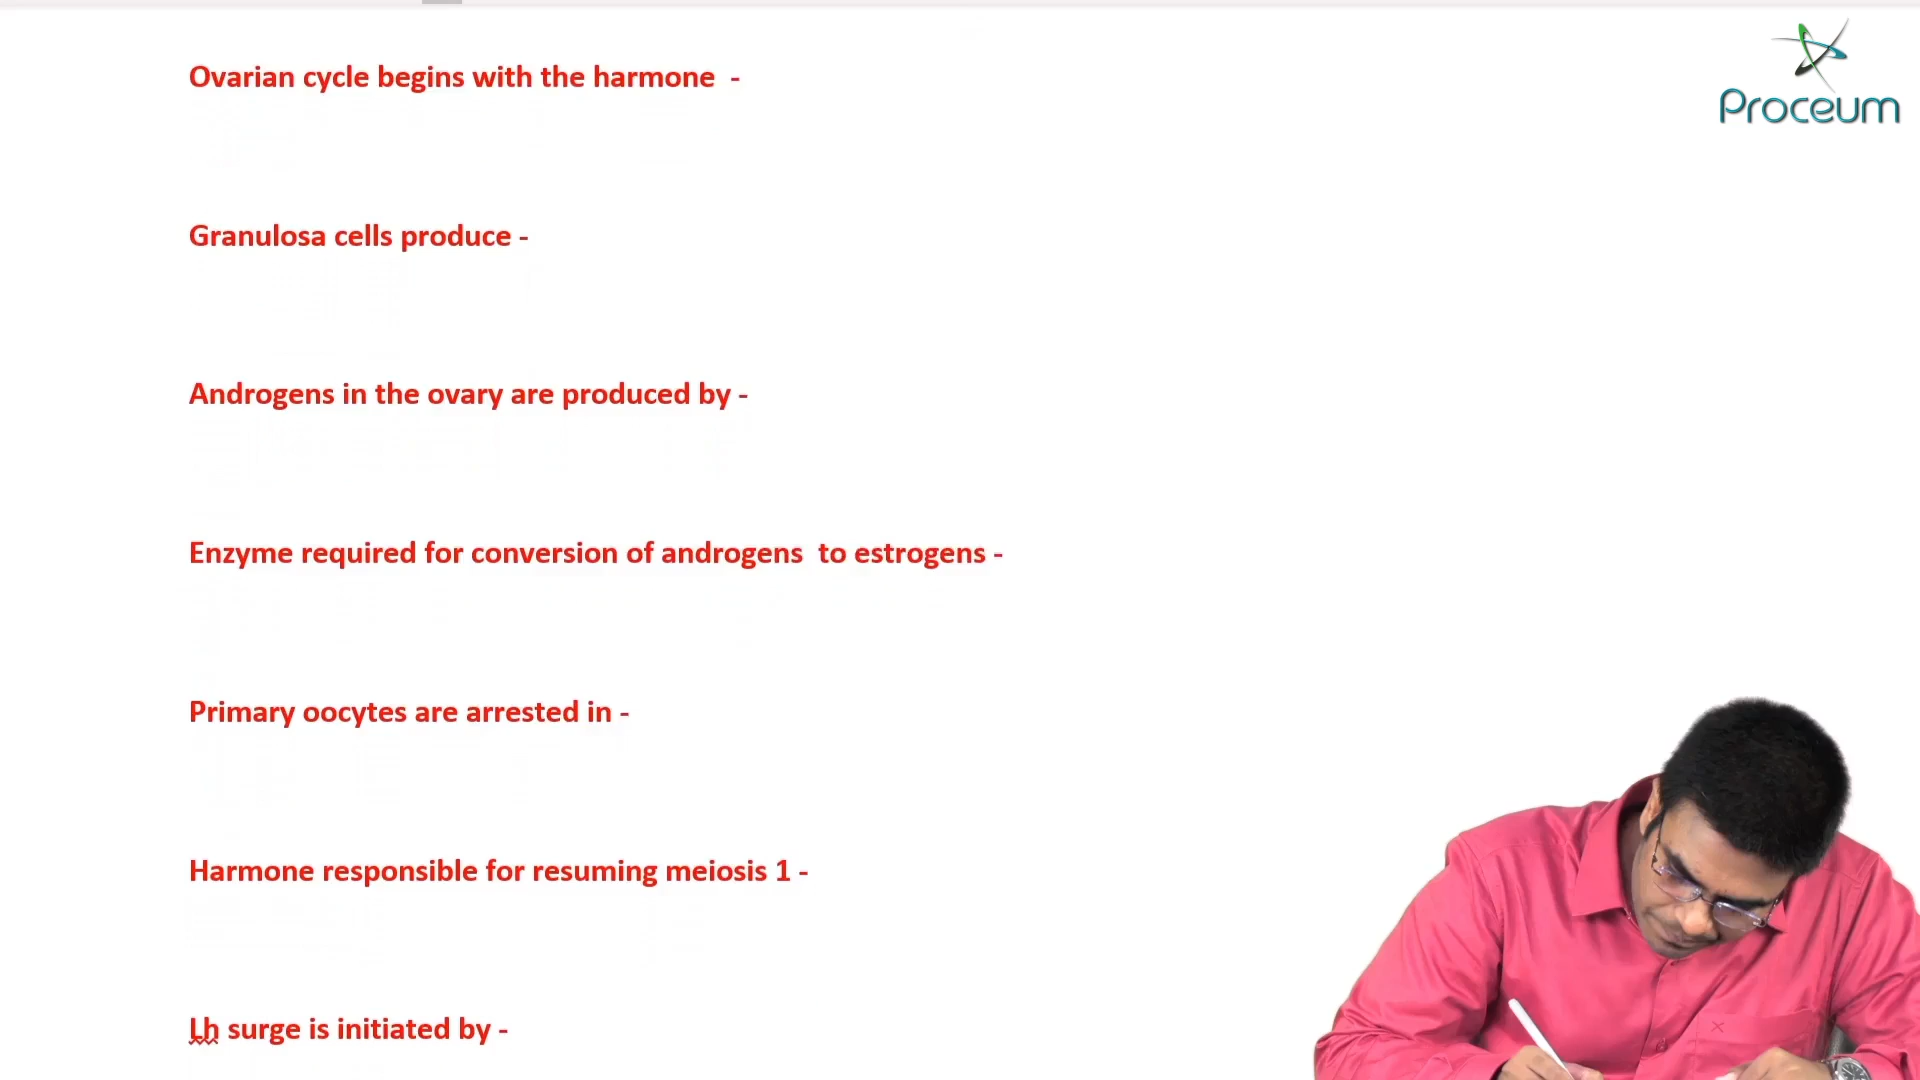 Ovarian cycle begins with the harmone -
Proceum
Granulosa cells produce -
Androgens in the ovary are produced by -
Enzyme required for conversion of androgens to estrogens -
Primary oocytes are arrested in -
Harmone responsible for resuming meiosis 1 -
Lh surge is initiated by -